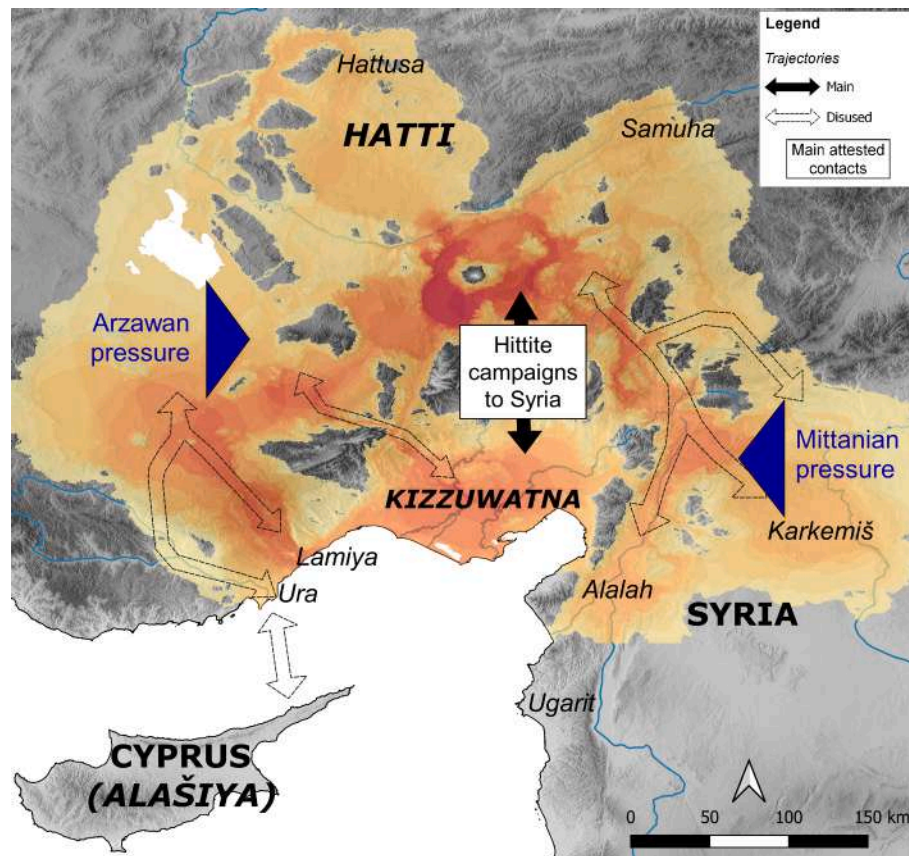 Legend
Trajectories
Main
Disused
Main attested
contacts
Hattusa
HATTI
Samuha
Arzawan
pressure
Hittite
campaigns
to Syria
Mittanian
pressure
KIZZUWATNA
Karkemiš
Lamiya
Ura
Alalah
SYRIA
Ugarit
CYPRUS
(ALAŠIYA)
0 50 100 150 km